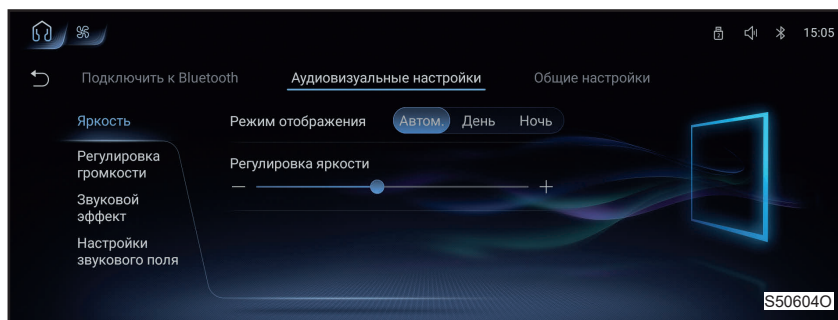 15:05
Подключить к Bluetooth Аудиовизуальные настройки Общие настройки
Яркость
Режим отображения Автом. День Ночь
Регулировка
громкости
Регулировка яркости
Звуковой
эффект
Настройки
звукового поля
S50604O